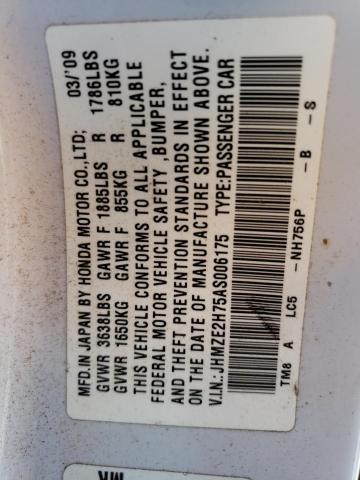 MFD.IN JAPAN BY HONDA MOTOR CO.,LTD; 03/'09
GVWR 3638LBS GAWR F 1885LBS R 1786LBS
GVWR 1650KG GAWR F 855KG R 810KG
THIS VEHICLE CONFORMS TO ALL APPLICABLE
FEDERAL MOTOR VEHICLE SAFETY ,BUMPER,
AND THEFT PREVENTION STANDARDS IN EFFECT
ON THE DATE OF MANUFACTURE SHOWN ABOVE.
V.I.N.:JHMZE2H75AS006175 TYPE:PASSENGER CAR
TM8 A LC5 -NH756P -B -S